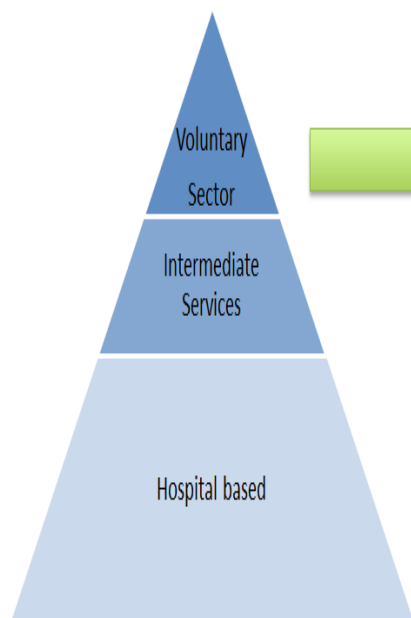 Voluntary
Sector
Intermediate
Services
Hospital based